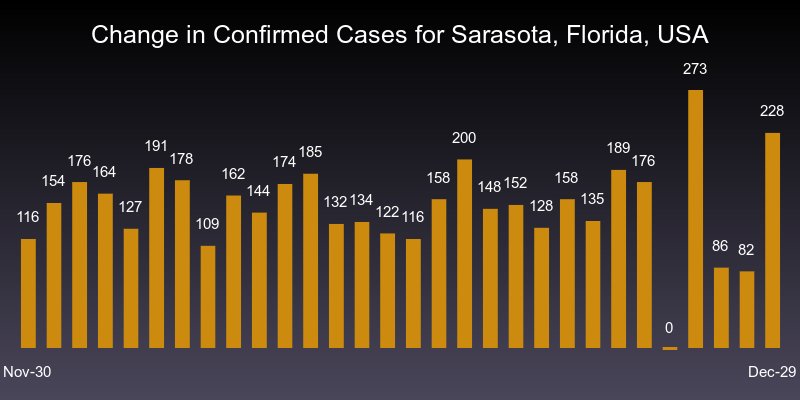 Change in Confirmed Cases for Sarasota, Florida, USA
116 154 176 164 127 191 178 109 162 144 174 185 132 134 122 116 158 200 148 152 128 158 135 189 176 0 273 86 82 228
Nov-30 Dec-29